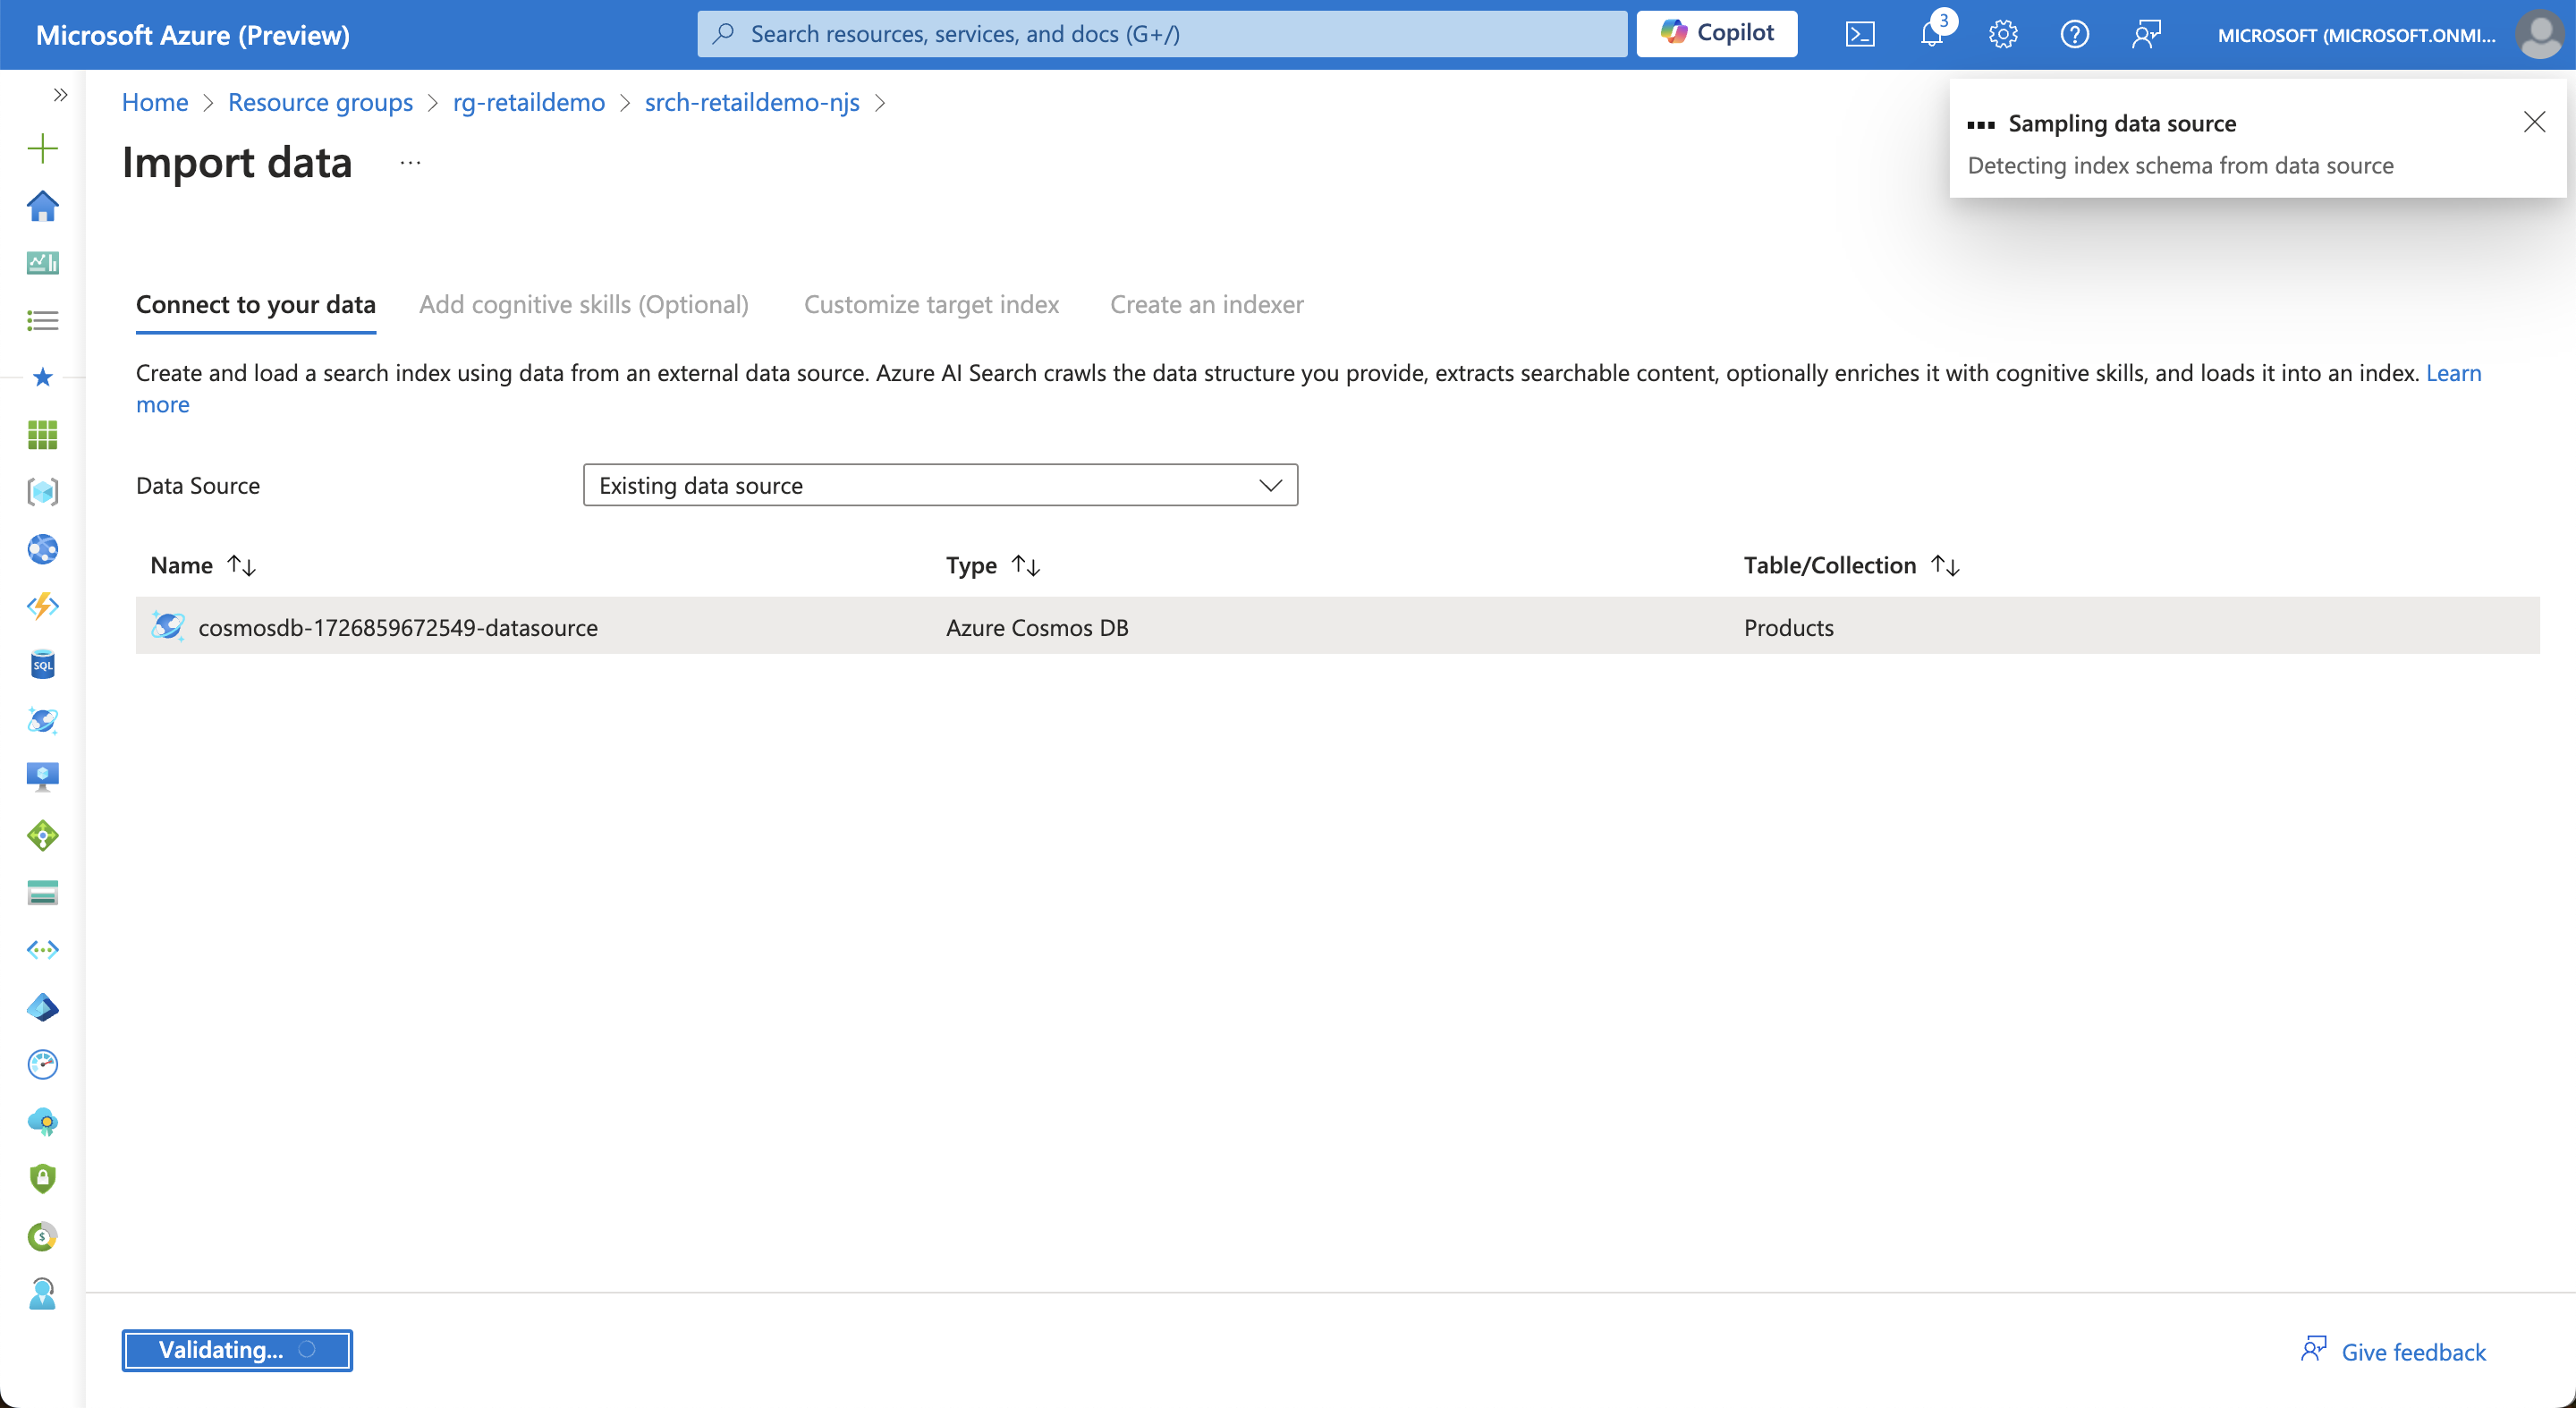 Microsoft Azure (Preview)
Search resources, services, and docs (G+/)
Copilot
3
MICROSOFT (MICROSOFT.ONMI...
Home > Resource groups > rg-retaildemo > srch-retaildemo-njs >
Import data ...
Sampling data source
Detecting index schema from data source
Connect to your data
Add cognitive skills (Optional)
Customize target index
Create an indexer
Create and load a search index using data from an external data source. Azure AI Search crawls the data structure you provide, extracts searchable content, optionally enriches it with cognitive skills, and loads it into an index. Learn
more
Data Source
Existing data source
Name
Type
Table/Collection
cosmosdb-1726859672549-datasource
Azure Cosmos DB
Products
SQL
$
Validating...
Give feedback